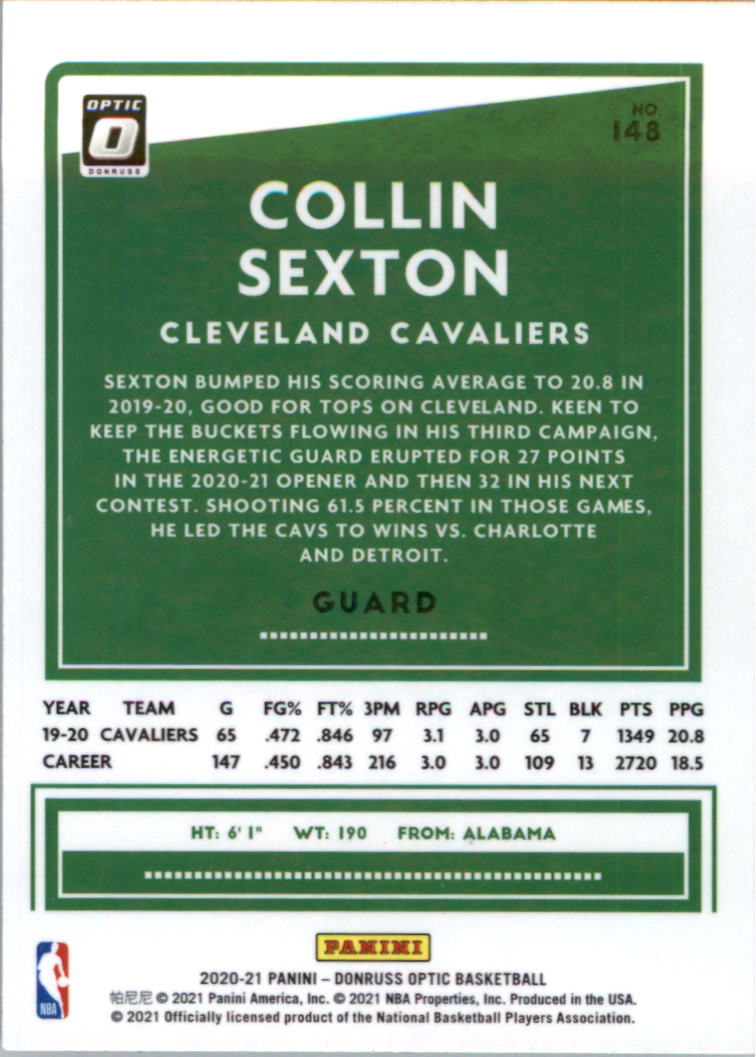 OPTIC
O
DONRUSS
NO.
148
COLLIN
SEXTON
CLEVELAND CAVALIERS
SEXTON BUMPED HIS SCORING AVERAGE TO 20.8 IN
2019-20, GOOD FOR TOPS ON CLEVELAND. KEEN TO
KEEP THE BUCKETS FLOWING IN HIS THIRD CAMPAIGN,
THE ENERGETIC GUARD ERUPTED FOR 27 POINTS
IN THE 2020-21 OPENER AND THEN 32 IN HIS NEXT
CONTEST. SHOOTING 61.5 PERCENT IN THOSE GAMES,
HE LED THE CAVS TO WINS VS. CHARLOTTE
AND DETROIT.
GUARD
YEAR TEAM G FG% FT% 3PM RPG APG STL BLK PTS PPG
19-20 CAVALIERS 65 .472 .846 97 3.1 3.0 65 7 1349 20.8
CAREER 147 .450 .843 216 3.0 3.0 109 13 2720 18.5
HT: 6' 1" WT: 190 FROM: ALABAMA
PANINI
NBA
2020-21 PANINI – DONRUSS OPTIC BASKETBALL
帕尼尼 © 2021 Panini America, Inc. © 2021 NBA Properties, Inc. Produced in the USA.
© 2021 Officially licensed product of the National Basketball Players Association.